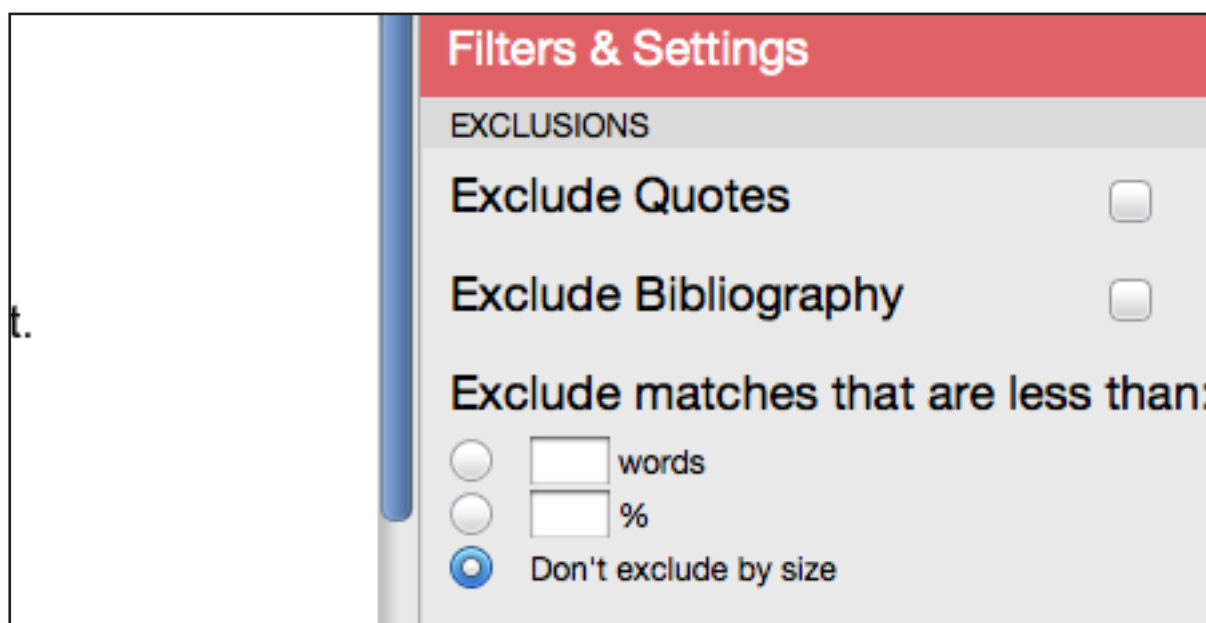 Filters & Settings
EXCLUSIONS
Exclude Quotes
Exclude Bibliography
t.
Exclude matches that are less than:
words
%
Don't exclude by size